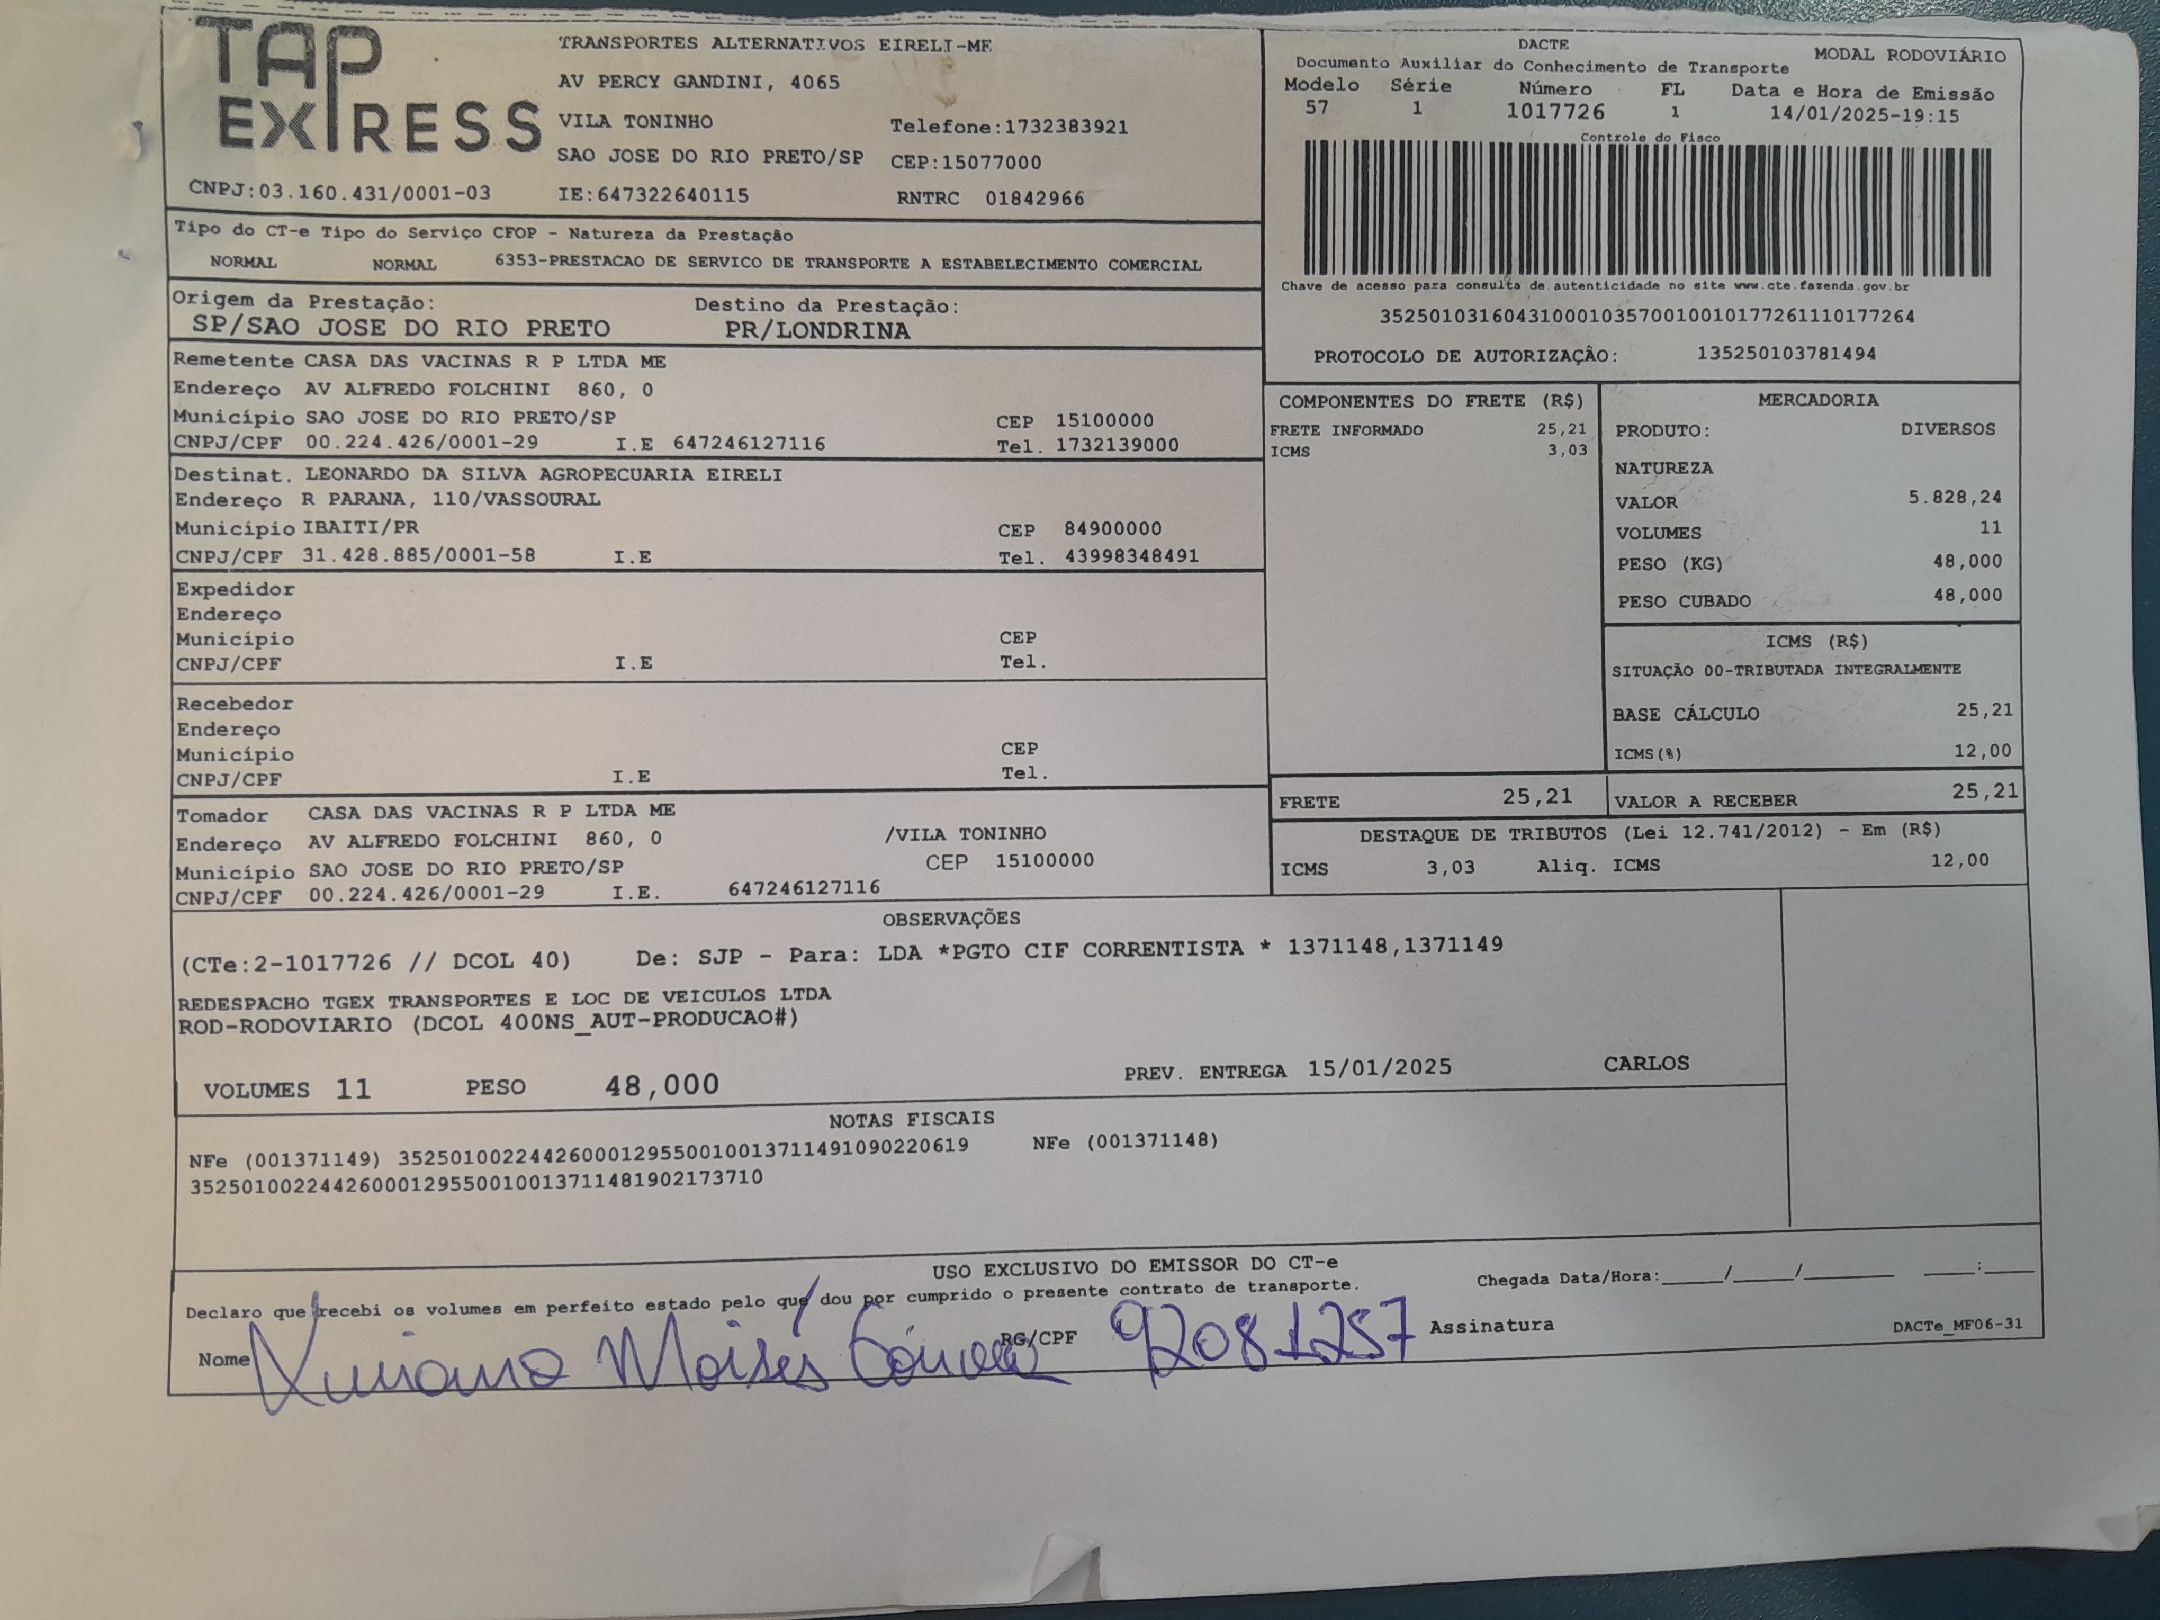 TAP EXPRESS
TRANSPORTES ALTERNATIVOS EIRELI-ME
AV PERCY GANDINI, 4065
VILA TONINHO Telefone:1732383921
SAO JOSE DO RIO PRETO/SP CEP:15077000
CNPJ:03.160.431/0001-03 IE:647322640115 RNTRC 01842966
DACTE MODAL RODOVIÁRIO
Documento Auxiliar do Conhecimento de Transporte
Modelo Série Número FL Data e Hora de Emissão
57 1 1017726 1 14/01/2025-19:15
Controle do Fisco
Chave de acesso para consulta de autenticidade no site www.cte.fazenda.gov.br
35250103160431000103570010010177261110177264
PROTOCOLO DE AUTORIZAÇÂO: 135250103781494
Tipo do CT-e Tipo do Serviço CFOP - Natureza da Prestação
NORMAL NORMAL 6353-PRESTACAO DE SERVICO DE TRANSPORTE A ESTABELECIMENTO COMERCIAL
Origem da Prestação: Destino da Prestação:
SP/SAO JOSE DO RIO PRETO PR/LONDRINA
Remetente CASA DAS VACINAS R P LTDA ME
Endereço AV ALFREDO FOLCHINI 860, 0
Município SAO JOSE DO RIO PRETO/SP CEP 15100000
CNPJ/CPF 00.224.426/0001-29 I.E 647246127116 Tel. 1732139000
Destinat. LEONARDO DA SILVA AGROPECUARIA EIRELI
Endereço R PARANA, 110/VASSOURAL
Município IBAITI/PR CEP 84900000
CNPJ/CPF 31.428.885/0001-58 I.E Tel. 43998348491
Expedidor
Endereço
Município CEP
CNPJ/CPF I.E Tel.
Recebedor
Endereço
Município CEP
CNPJ/CPF I.E Tel.
Tomador CASA DAS VACINAS R P LTDA ME
Endereço AV ALFREDO FOLCHINI 860, 0 /VILA TONINHO
Município SAO JOSE DO RIO PRETO/SP CEP 15100000
CNPJ/CPF 00.224.426/0001-29 I.E. 647246127116
COMPONENTES DO FRETE (R$)
FRETE INFORMADO 25,21
ICMS 3,03
MERCADORIA
PRODUTO: DIVERSOS
NATUREZA
VALOR 5.828,24
VOLUMES 11
PESO (KG) 48,000
PESO CUBADO 48,000
ICMS (R$)
SITUAÇÃO 00-TRIBUTADA INTEGRALMENTE
BASE CÁLCULO 25,21
ICMS(%) 12,00
FRETE 25,21 VALOR A RECEBER 25,21
DESTAQUE DE TRIBUTOS (Lei 12.741/2012) - Em (R$)
ICMS 3,03 Aliq. ICMS 12,00
OBSERVAÇÕES
(CTe:2-1017726 // DCOL 40) De: SJP - Para: LDA *PGTO CIF CORRENTISTA * 1371148,1371149
REDESPACHO TGEX TRANSPORTES E LOC DE VEICULOS LTDA
ROD-RODOVIARIO (DCOL 400NS_AUT-PRODUCAO#)
VOLUMES 11 PESO 48,000 PREV. ENTREGA 15/01/2025 CARLOS
NOTAS FISCAIS
NFe (001371149) 35250100224426000129550010013711491090220619 NFe (001371148)
35250100224426000129550010013711481902173710
USO EXCLUSIVO DO EMISSOR DO CT-e
Declaro que recebi os volumes em perfeito estado pelo que dou por cumprido o presente contrato de transporte. Chegada Data/Hora:____/____/______ ___:___
Nome Moisés RG/CPF 92081257 Assinatura DACTe_MF06-31